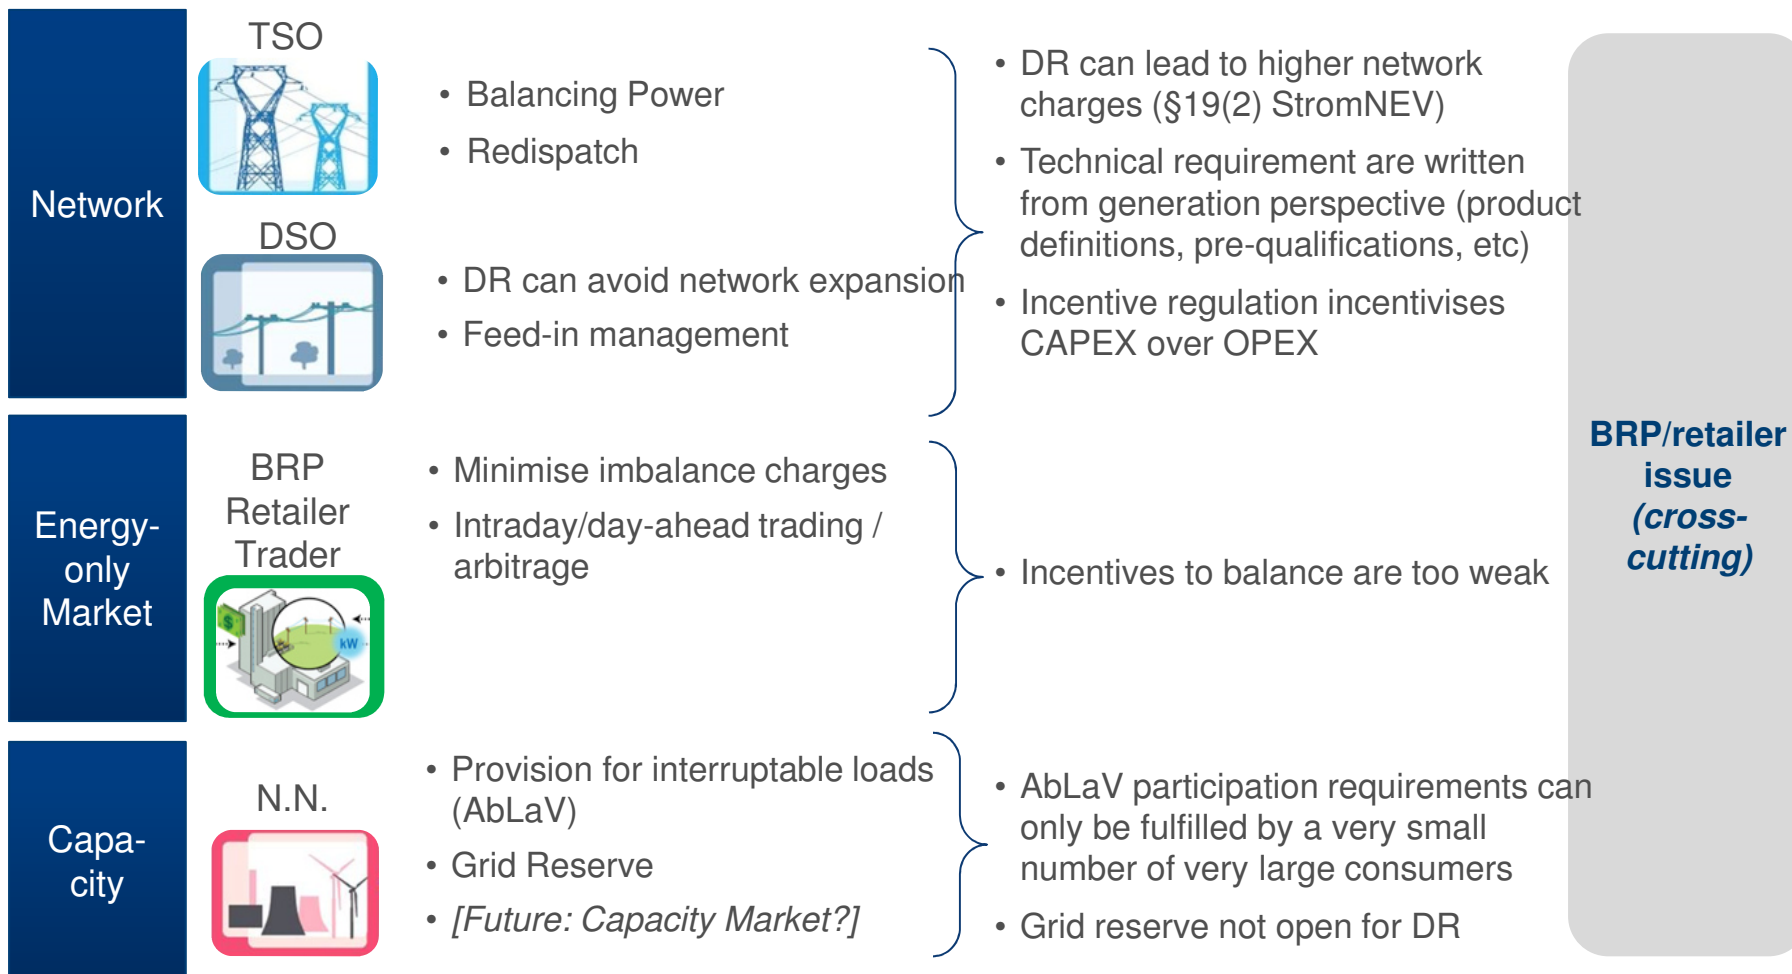 Network
TSO
• Balancing Power
• Redispatch
DSO
• DR can avoid network expansion
• Feed-in management
• DR can lead to higher network
charges (§19(2) StromNEV)
• Technical requirement are written
from generation perspective (product
definitions, pre-qualifications, etc)
• Incentive regulation incentivises
CAPEX over OPEX
Energy-
only
Market
BRP
Retailer
Trader
$
kW
• Minimise imbalance charges
• Intraday/day-ahead trading /
arbitrage
• Incentives to balance are too weak
Capa-
city
N.N.
• Provision for interruptable loads
(AbLaV)
• Grid Reserve
• [Future: Capacity Market?]
• AbLaV participation requirements can
only be fulfilled by a very small
number of very large consumers
• Grid reserve not open for DR
BRP/retailer
issue
(cross-
cutting)